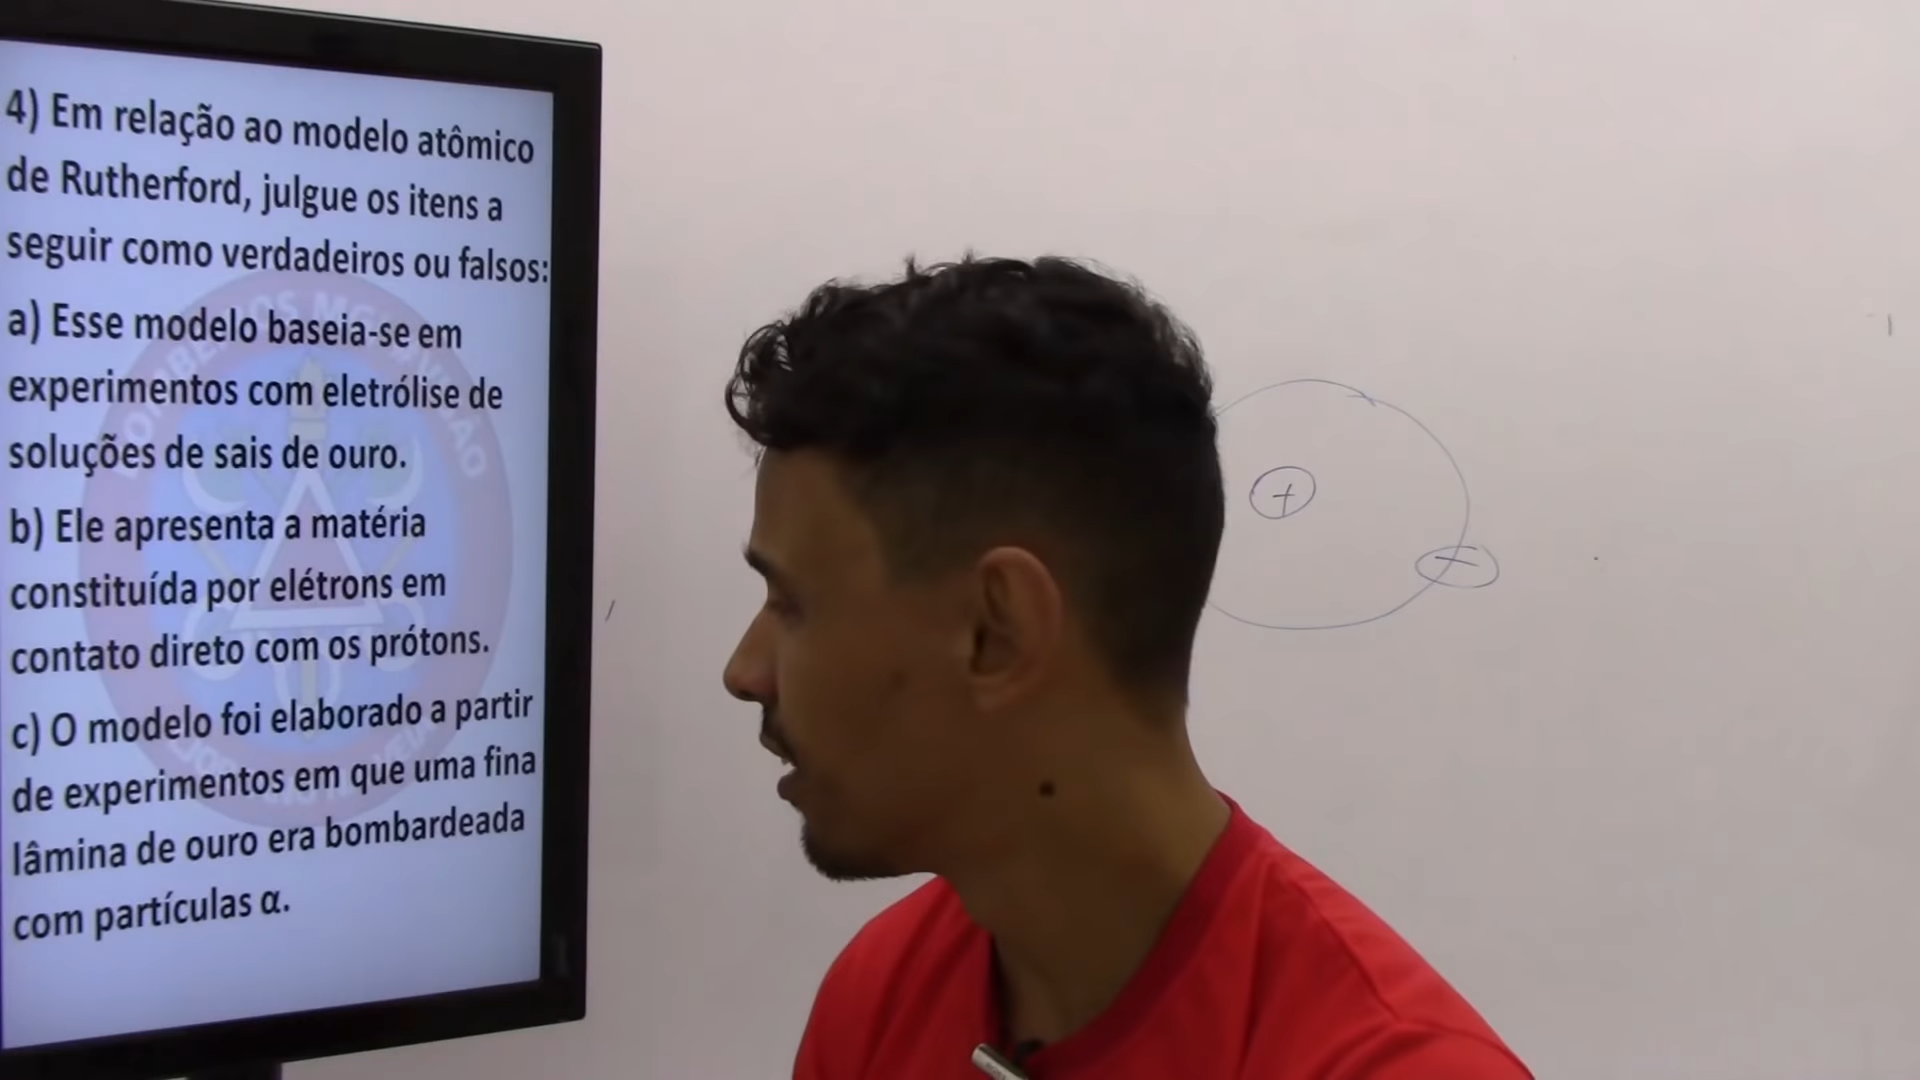 4) Em relação ao modelo atômico
de Rutherford, julgue os itens a
seguir como verdadeiros ou falsos:
a) Esse modelo baseia-se em
experimentos com eletrólise de
soluções de sais de ouro.
b) Ele apresenta a matéria
constituída por elétrons em
contato direto com os prótons.
c) O modelo foi elaborado a partir
de experimentos em que uma fina
lâmina de ouro era bombardeada
com partículas α.
+
−